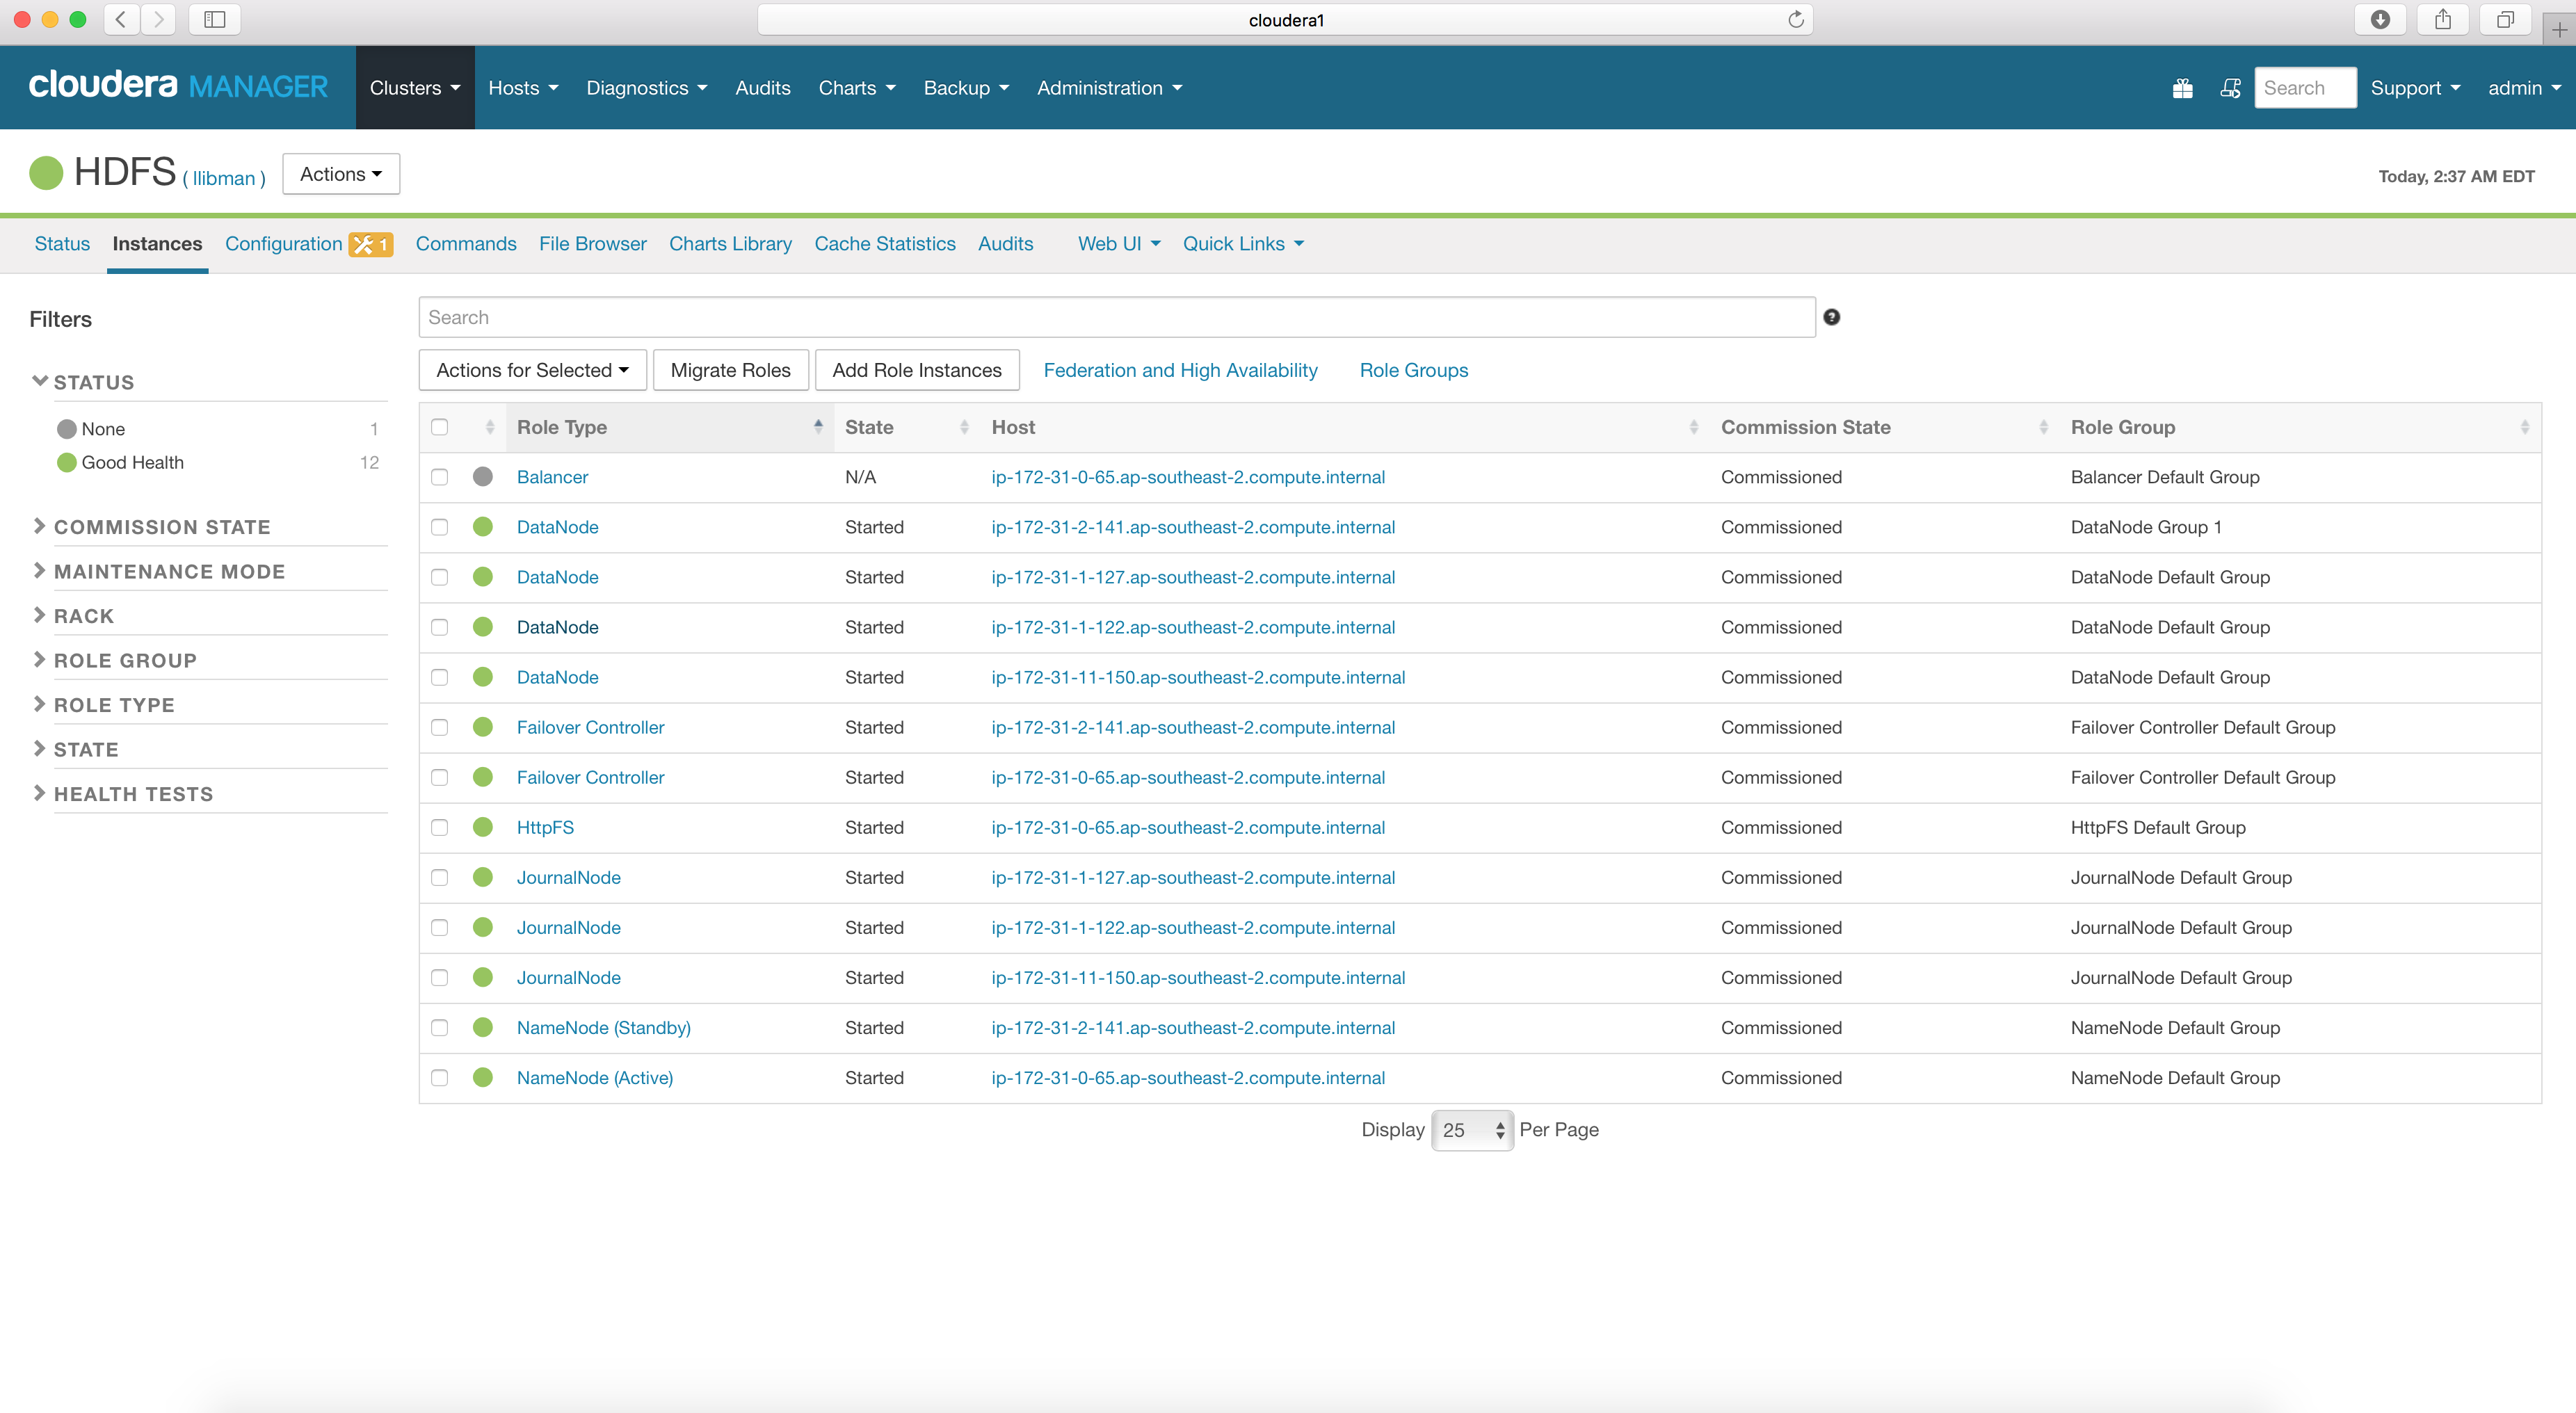 cloudera1
cloudera MANAGER Clusters Hosts Diagnostics Audits Charts Backup Administration Search Support admin
HDFS ( llibman ) Actions Today, 2:37 AM EDT
Status Instances Configuration 1 Commands File Browser Charts Library Cache Statistics Audits Web UI Quick Links
Filters
STATUS
None 1
Good Health 12
COMMISSION STATE
MAINTENANCE MODE
RACK
ROLE GROUP
ROLE TYPE
STATE
HEALTH TESTS
Search ?
Actions for Selected Migrate Roles Add Role Instances Federation and High Availability Role Groups
Role Type State Host Commission State Role Group
Balancer N/A ip-172-31-0-65.ap-southeast-2.compute.internal Commissioned Balancer Default Group
DataNode Started ip-172-31-2-141.ap-southeast-2.compute.internal Commissioned DataNode Group 1
DataNode Started ip-172-31-1-127.ap-southeast-2.compute.internal Commissioned DataNode Default Group
DataNode Started ip-172-31-1-122.ap-southeast-2.compute.internal Commissioned DataNode Default Group
DataNode Started ip-172-31-11-150.ap-southeast-2.compute.internal Commissioned DataNode Default Group
Failover Controller Started ip-172-31-2-141.ap-southeast-2.compute.internal Commissioned Failover Controller Default Group
Failover Controller Started ip-172-31-0-65.ap-southeast-2.compute.internal Commissioned Failover Controller Default Group
HttpFS Started ip-172-31-0-65.ap-southeast-2.compute.internal Commissioned HttpFS Default Group
JournalNode Started ip-172-31-1-127.ap-southeast-2.compute.internal Commissioned JournalNode Default Group
JournalNode Started ip-172-31-1-122.ap-southeast-2.compute.internal Commissioned JournalNode Default Group
JournalNode Started ip-172-31-11-150.ap-southeast-2.compute.internal Commissioned JournalNode Default Group
NameNode (Standby) Started ip-172-31-2-141.ap-southeast-2.compute.internal Commissioned NameNode Default Group
NameNode (Active) Started ip-172-31-0-65.ap-southeast-2.compute.internal Commissioned NameNode Default Group
Display 25 Per Page